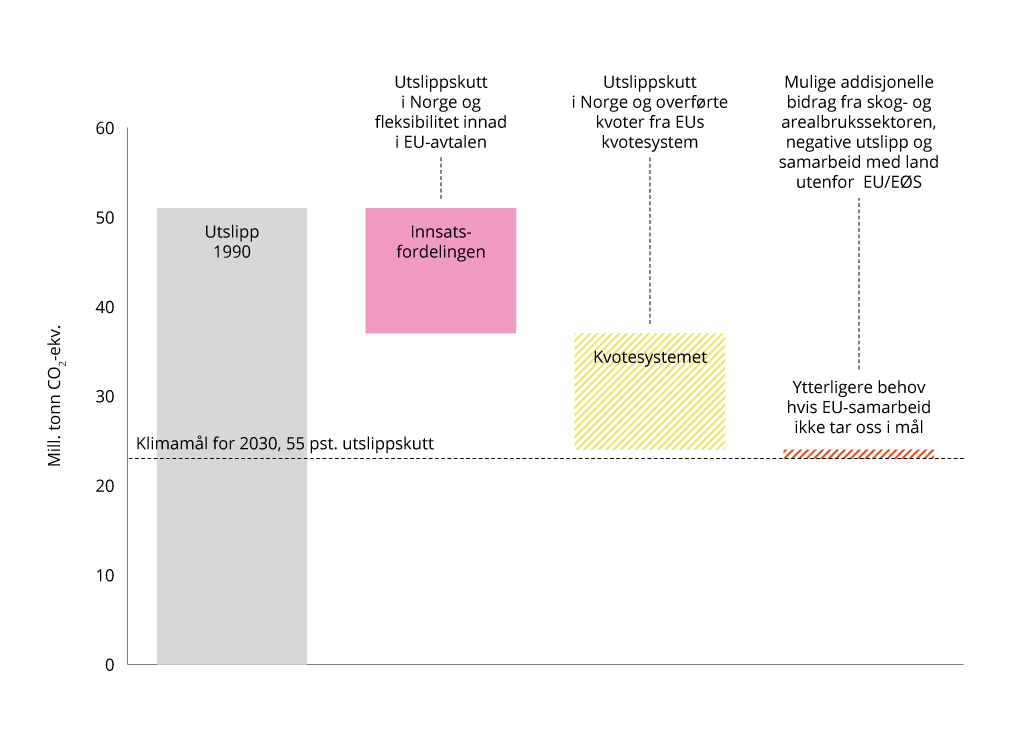 Utslippskutt
i Norge og
fleksibilitet innad
i EU-avtalen
Utslippskutt
i Norge og overførte
kvoter fra EUs
kvotesystem
Mulige addisjonelle
bidrag fra skog- og
arealbrukssektoren,
negative utslipp og
samarbeid med land
utenfor EU/EØS
60
50
40
30
20
10
0
Mill. tonn CO₂-ekv.
Utslipp
1990
Innsats-
fordelingen
Kvotesystemet
Ytterligere behov
hvis EU-samarbeid
ikke tar oss i mål
Klimamål for 2030, 55 pst. utslippskutt